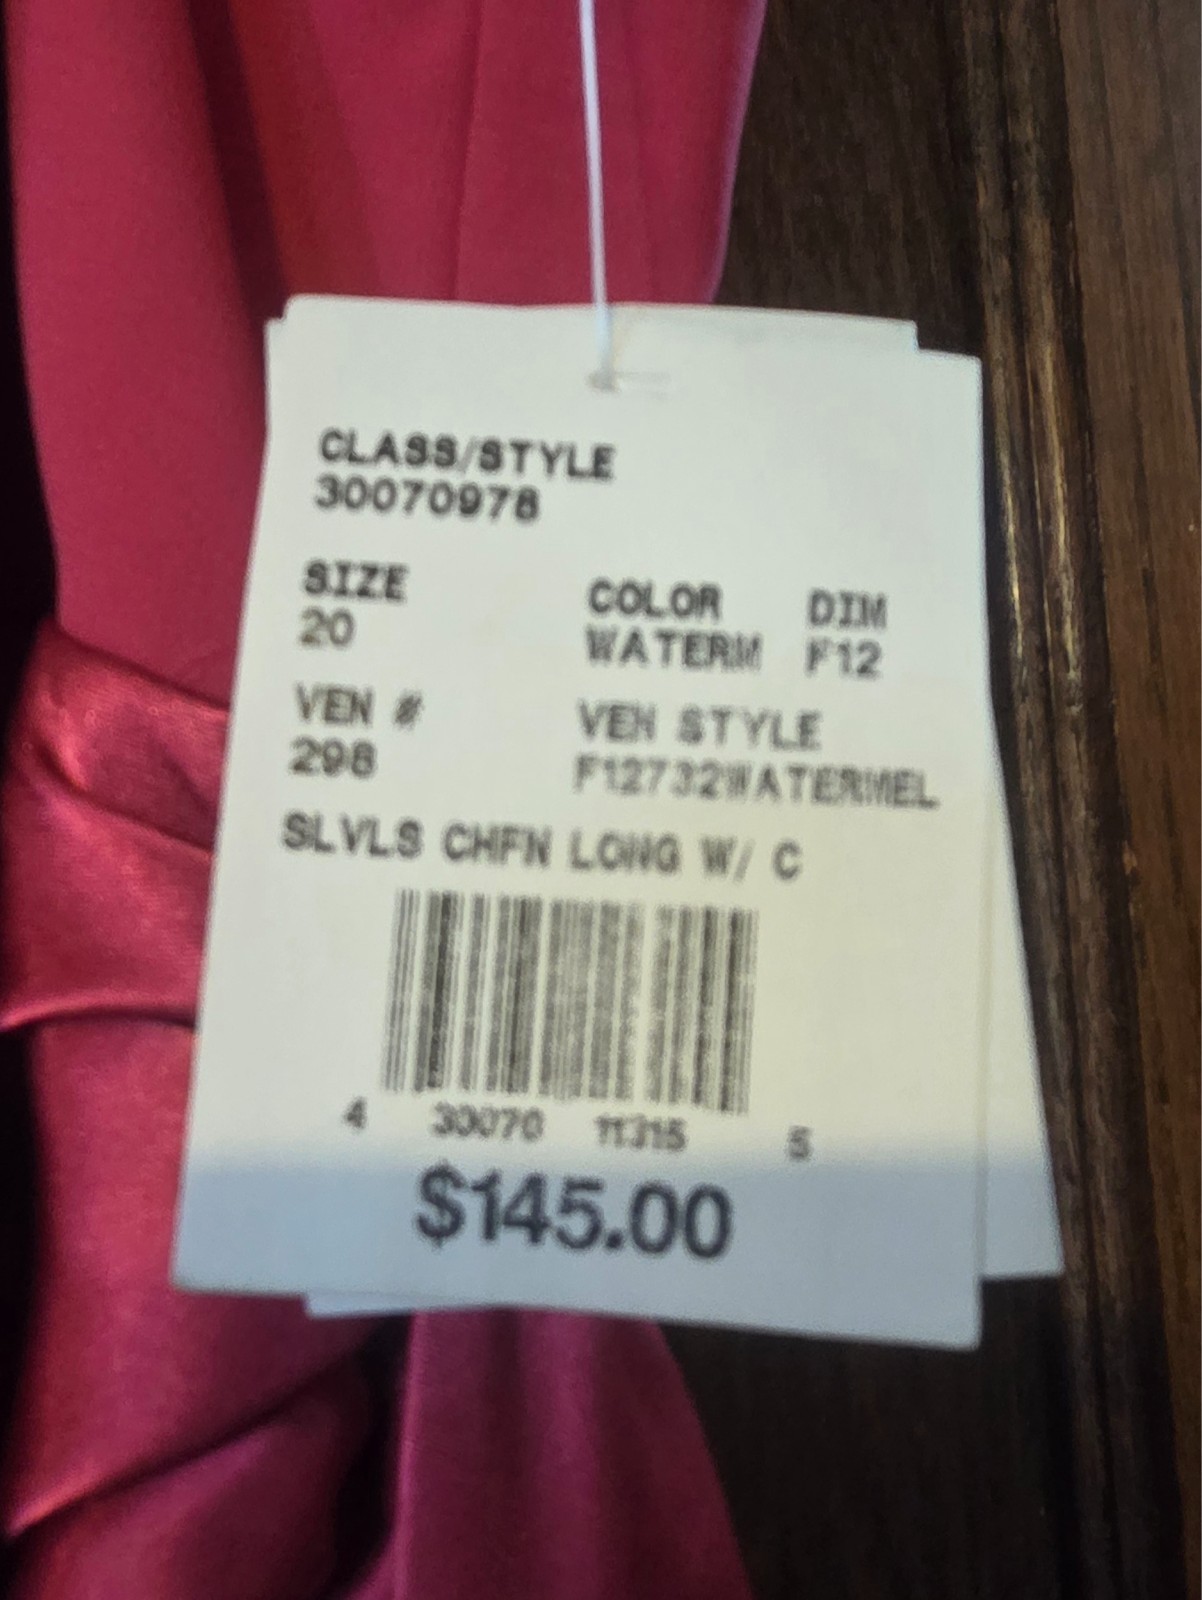 CLASS/STYLE
30070978
SIZE COLOR DIM
20 WATERM F12
VEN # VEN STYLE
298 F12732WATERMEL
SLVLS CHFN LONG W/ C
4 30070 11315 5
$145.00